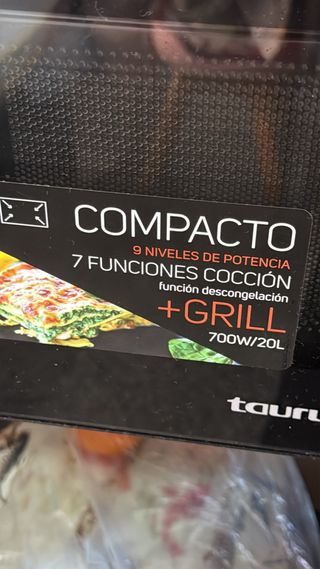 COMPACTO
9 NIVELES DE POTENCIA
7 FUNCIONES COCCIÓN
función descongelación
+GRILL
700W/20L
tauru